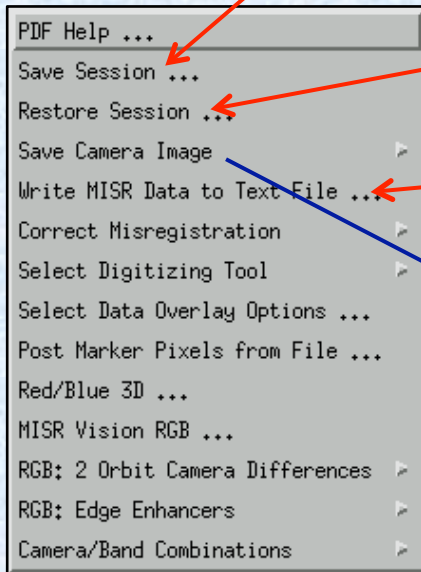 PDF Help ...
Save Session ...
Restore Session ...
Save Camera Image
Write MISR Data to Text File ...
Correct Misregistration
Select Digitizing Tool
Select Data Overlay Options ...
Post Marker Pixels from File ...
Red/Blue 3D ...
MISR Vision RGB ...
RGB: 2 Orbit Camera Differences
RGB: Edge Enhancers
Camera/Band Combinations